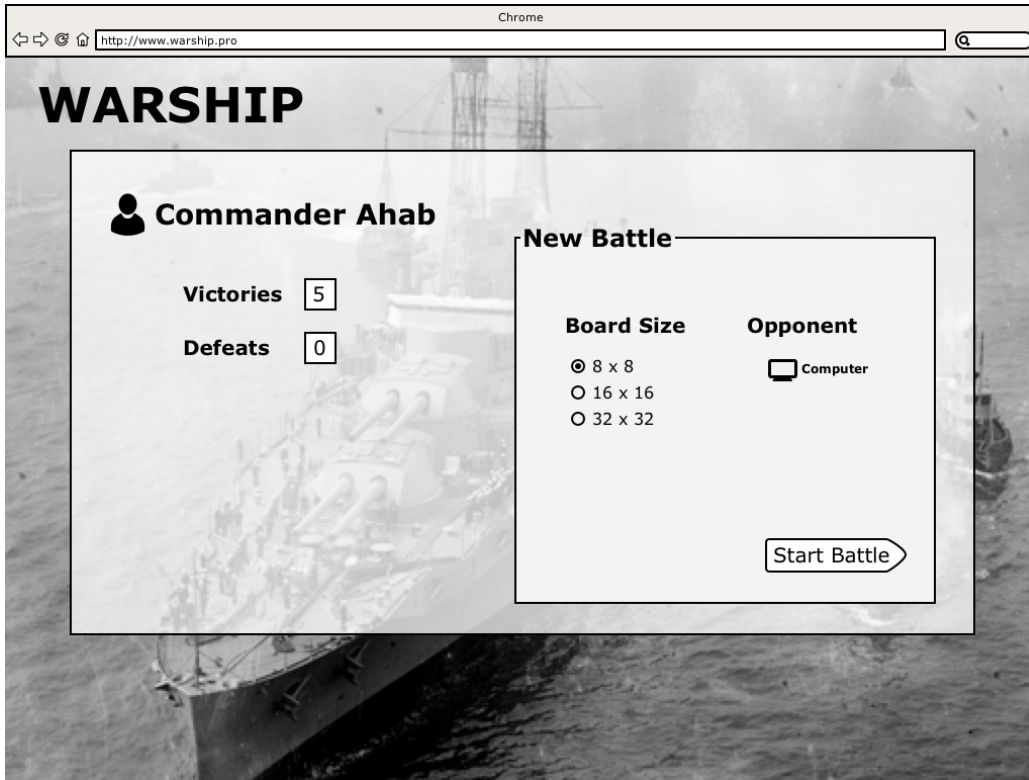 Chrome
http://www.warship.pro
WARSHIP
Commander Ahab
Victories 5
Defeats 0
New Battle
Board Size
8 x 8
16 x 16
32 x 32
Opponent
Computer
Start Battle